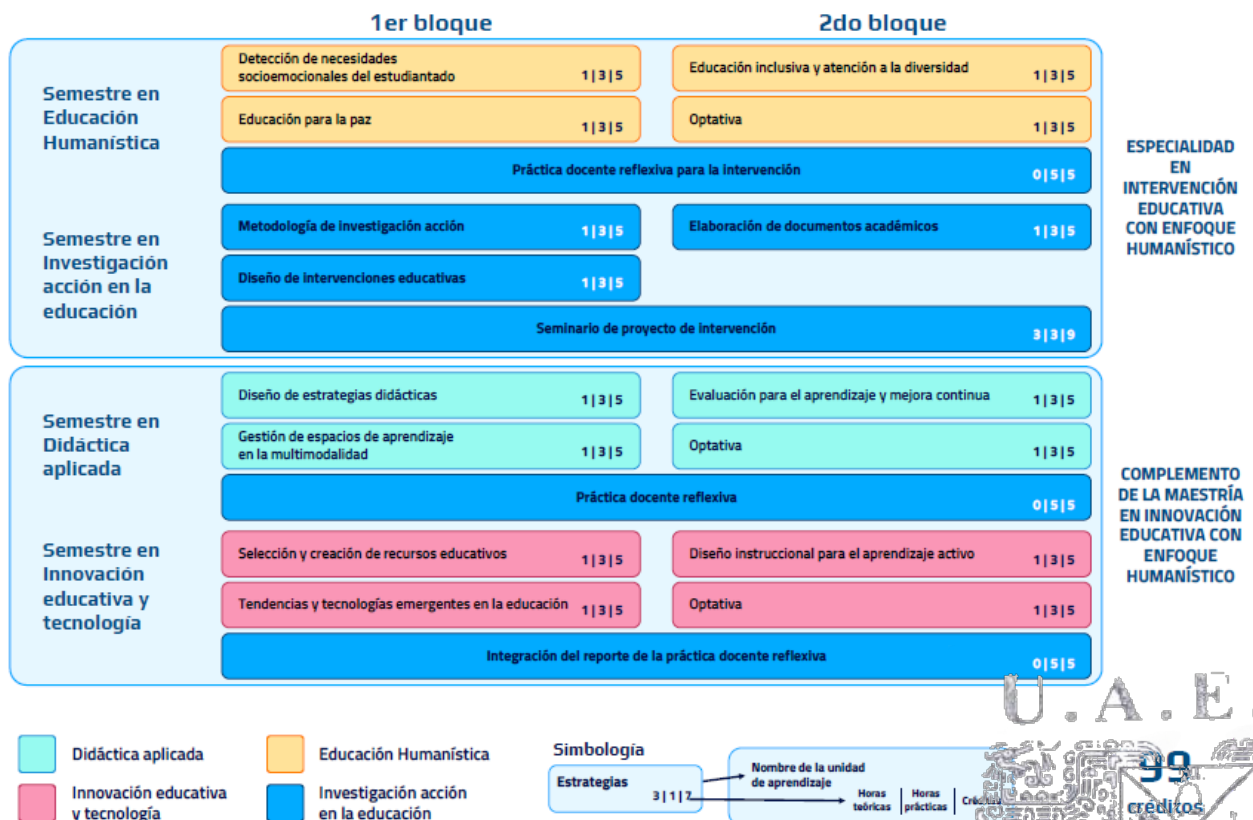 1er bloque
2do bloque
Semestre en
Educación
Humanística
Detección de necesidades
socioemocionales del estudiantado
1|3|5
Educación inclusiva y atención a la diversidad
1|3|5
Educación para la paz
1|3|5
Optativa
1|3|5
Práctica docente reflexiva para la intervención
0|5|5
Semestre en
Investigación
acción en la
educación
Metodología de investigación acción
1|3|5
Elaboración de documentos académicos
1|3|5
Diseño de intervenciones educativas
1|3|5
Seminario de proyecto de intervención
3|3|9
ESPECIALIDAD
EN
INTERVENCIÓN
EDUCATIVA
CON ENFOQUE
HUMANÍSTICO
Semestre en
Didáctica
aplicada
Diseño de estrategias didácticas
1|3|5
Evaluación para el aprendizaje y mejora continua
1|3|5
Gestión de espacios de aprendizaje
en la multimodalidad
1|3|5
Optativa
1|3|5
Práctica docente reflexiva
0|5|5
Semestre en
Innovación
educativa y
tecnología
Selección y creación de recursos educativos
1|3|5
Diseño instruccional para el aprendizaje activo
1|3|5
Tendencias y tecnologías emergentes en la educación
1|3|5
Optativa
1|3|5
Integración del reporte de la práctica docente reflexiva
0|5|5
COMPLEMENTO
DE LA MAESTRÍA
EN INNOVACIÓN
EDUCATIVA CON
ENFOQUE
HUMANÍSTICO
U.A.E.
Didáctica aplicada
Educación Humanística
Innovación educativa
y tecnología
Investigación acción
en la educación
Simbología
Estrategias
3|1|7
Nombre de la unidad
de aprendizaje
Horas
teóricas
Horas
prácticas
99
créditos